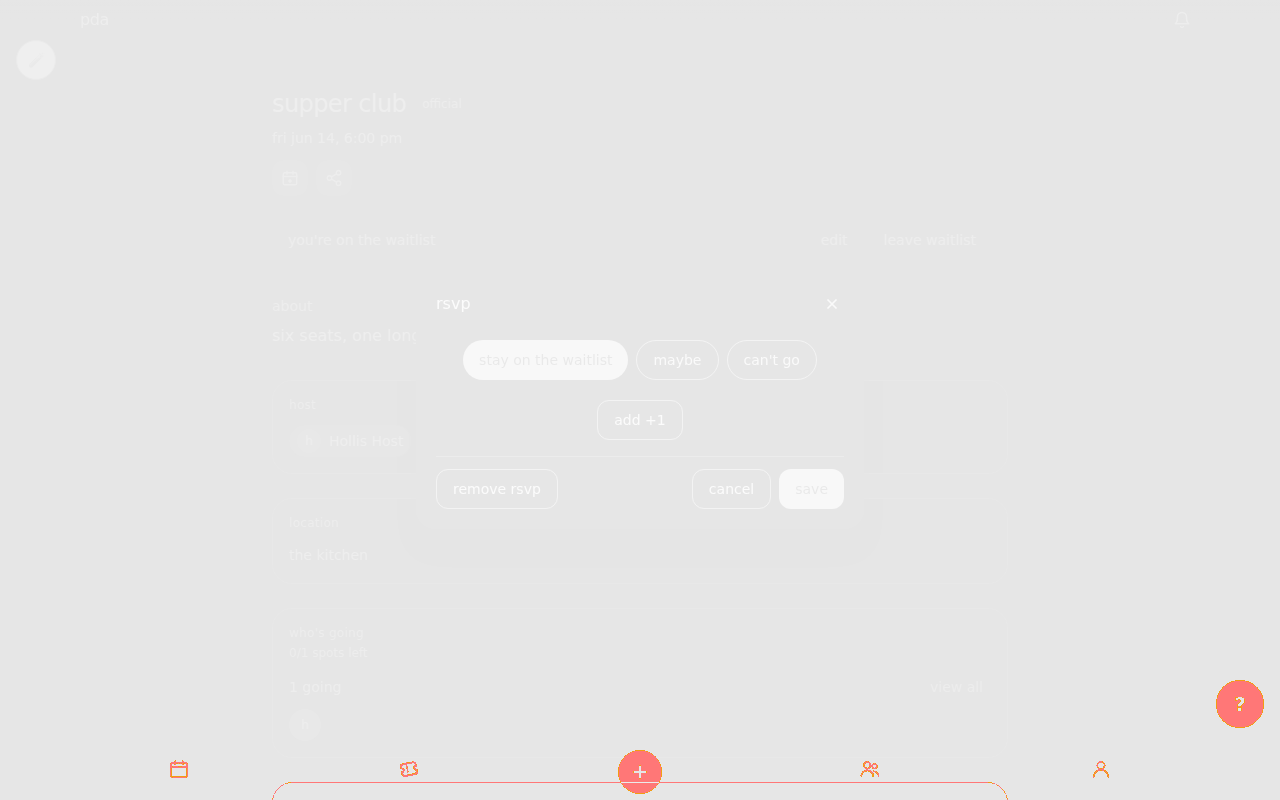 pda
supper club official
fri jun 14, 6:00 pm
you're on the waitlist edit leave waitlist
about
six seats, one long
rsvp
stay on the waitlist maybe can't go
add +1
remove rsvp cancel save
host
Hollis Host
location
the kitchen
who's going
0/1 spots left
1 going view all
?